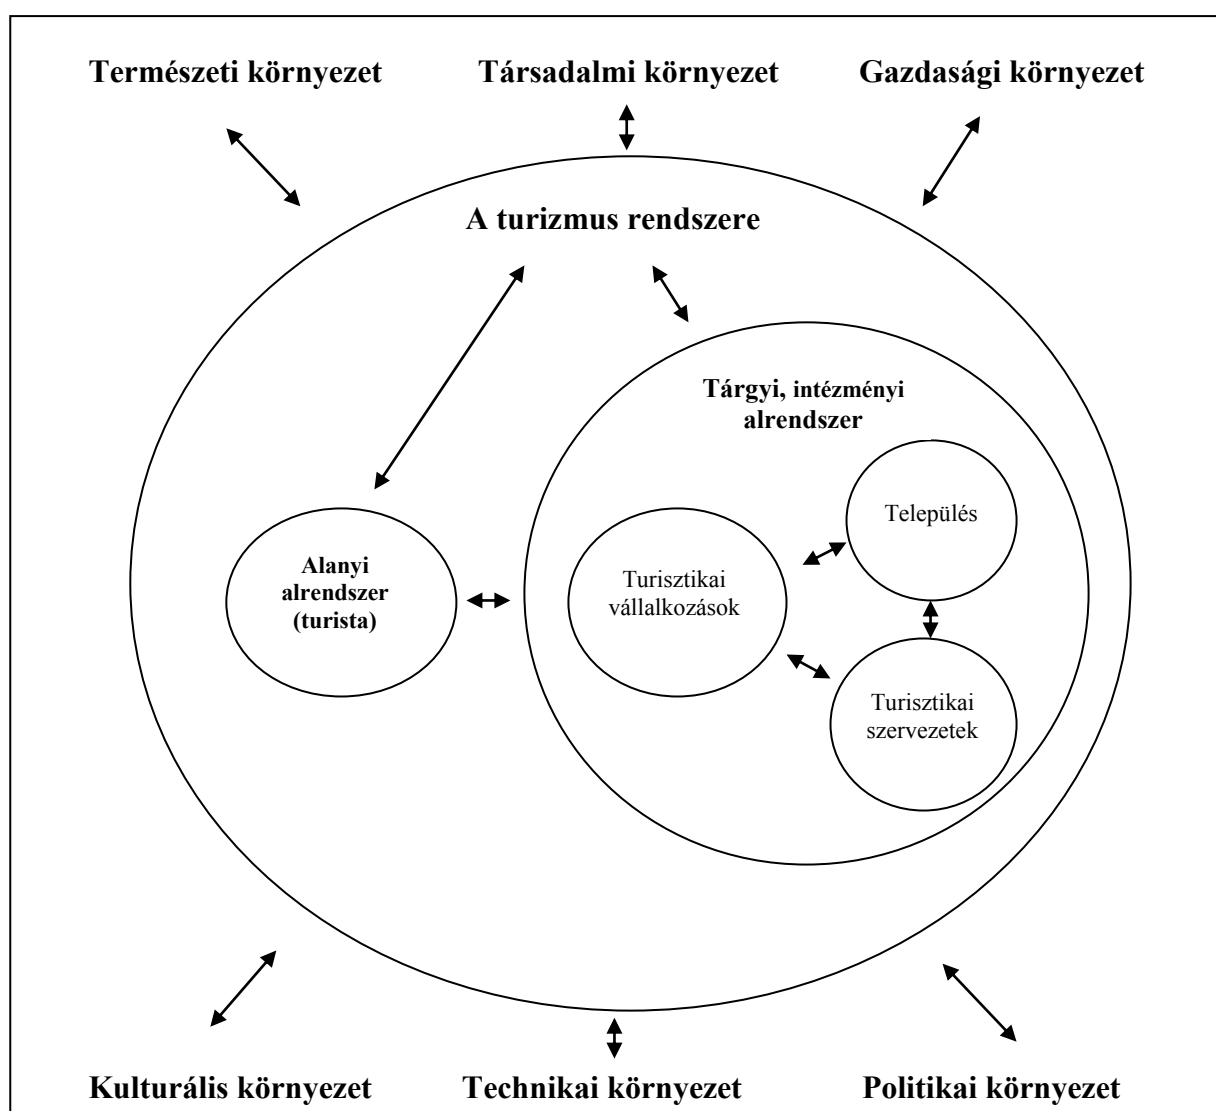 Természeti környezet
Társadalmi környezet
Gazdasági környezet
A turizmus rendszere
Tárgyi, intézményi
alrendszer
Település
Alanyi
alrendszer
(turista)
Turisztikai
vállalkozások
Turisztikai
szervezetek
Kulturális környezet
Technikai környezet
Politikai környezet